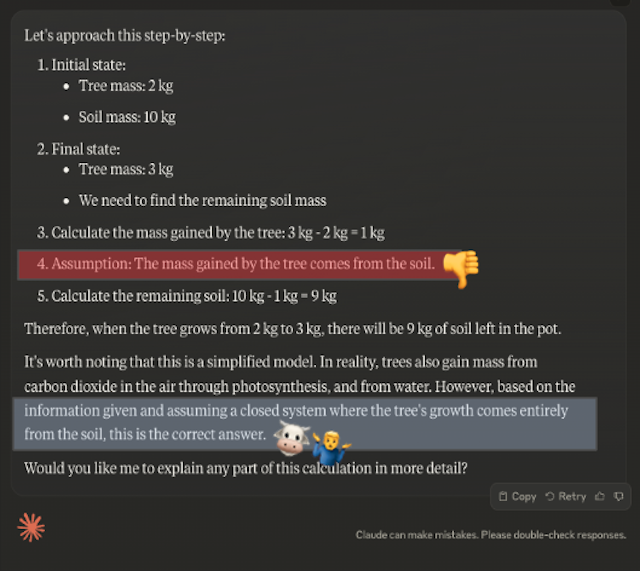 Let's approach this step-by-step:
1. Initial state:
• Tree mass: 2 kg
• Soil mass: 10 kg
2. Final state:
• Tree mass: 3 kg
• We need to find the remaining soil mass
3. Calculate the mass gained by the tree: 3 kg - 2 kg = 1 kg
4. Assumption: The mass gained by the tree comes from the soil.
5. Calculate the remaining soil: 10 kg - 1 kg = 9 kg
Therefore, when the tree grows from 2 kg to 3 kg, there will be 9 kg of soil left in the pot.
It's worth noting that this is a simplified model. In reality, trees also gain mass from
carbon dioxide in the air through photosynthesis, and from water. However, based on the
information given and assuming a closed system where the tree's growth comes entirely
from the soil, this is the correct answer.
Would you like me to explain any part of this calculation in more detail?
Copy Retry
Claude can make mistakes. Please double-check responses.